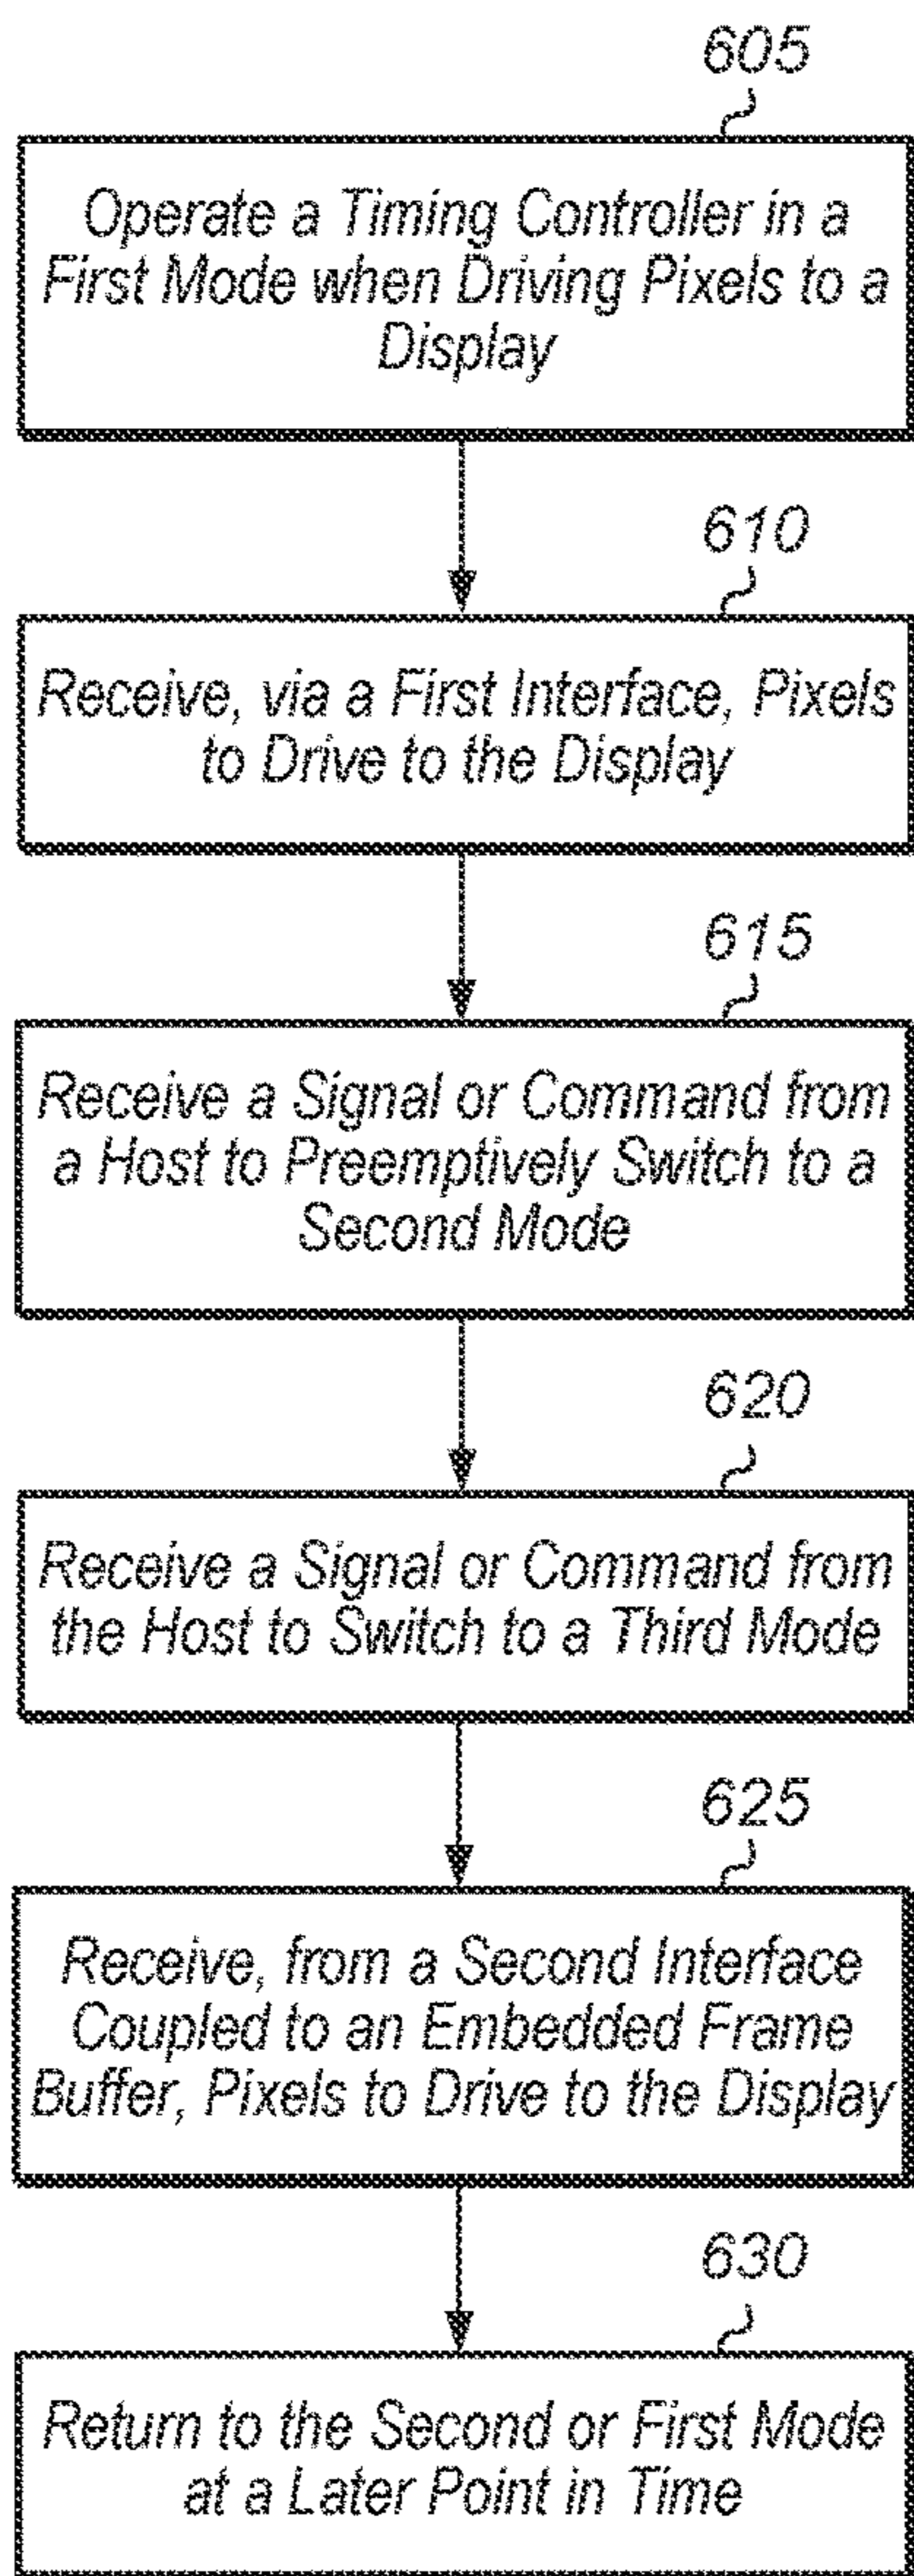 605
Operate a Timing Controller in a
First Mode when Driving Pixels to a
Display
610
Receive, via a First Interface, Pixels
to Drive to the Display
615
Receive a Signal or Command from
a Host to Preemptively Switch to a
Second Mode
620
Receive a Signal or Command from
the Host to Switch to a Third Mode
625
Receive, from a Second Interface
Coupled to an Embedded Frame
Buffer, Pixels to Drive to the Display
630
Return to the Second or First Mode
at a Later Point in Time